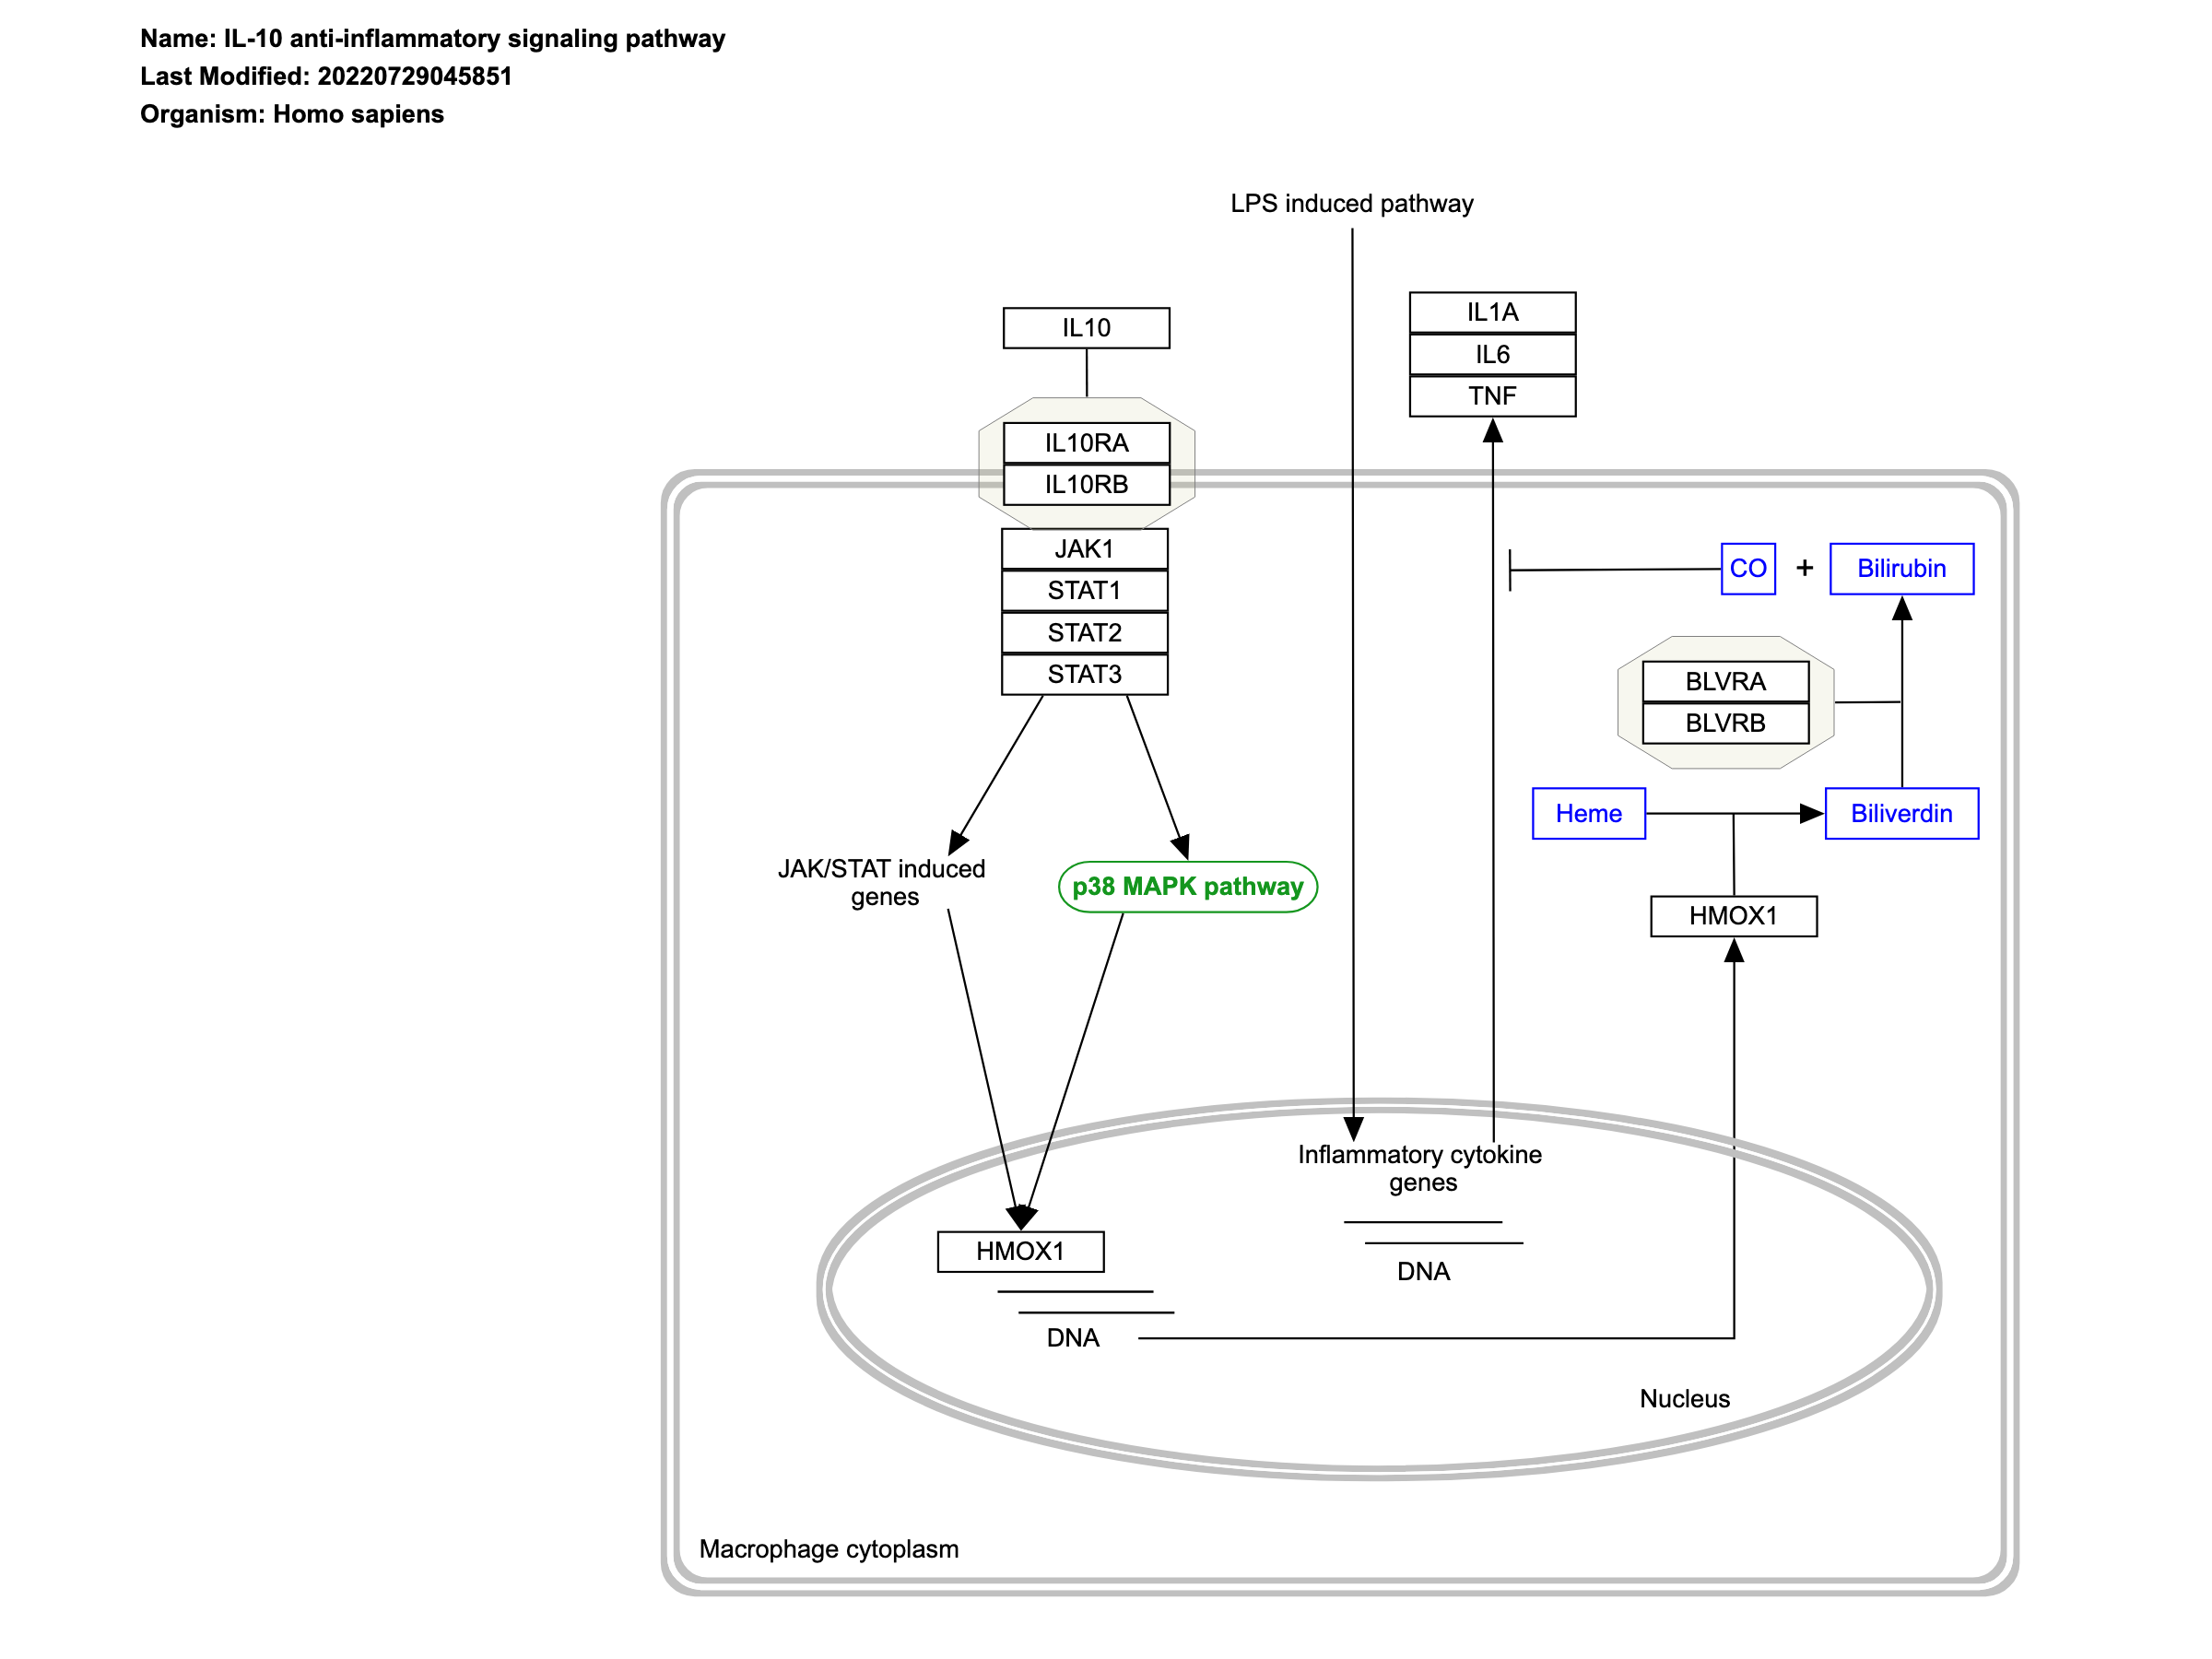 Name: IL-10 anti-inflammatory signaling pathway
Last Modified: 20220729045851
Organism: Homo sapiens
LPS induced pathway
IL10
IL1A
IL6
TNF
IL10RA
IL10RB
JAK1
STAT1
STAT2
STAT3
CO + Bilirubin
BLVRA
BLVRB
Heme
Biliverdin
JAK/STAT induced
genes
p38 MAPK pathway
HMOX1
Inflammatory cytokine
genes
DNA
HMOX1
DNA
Nucleus
Macrophage cytoplasm